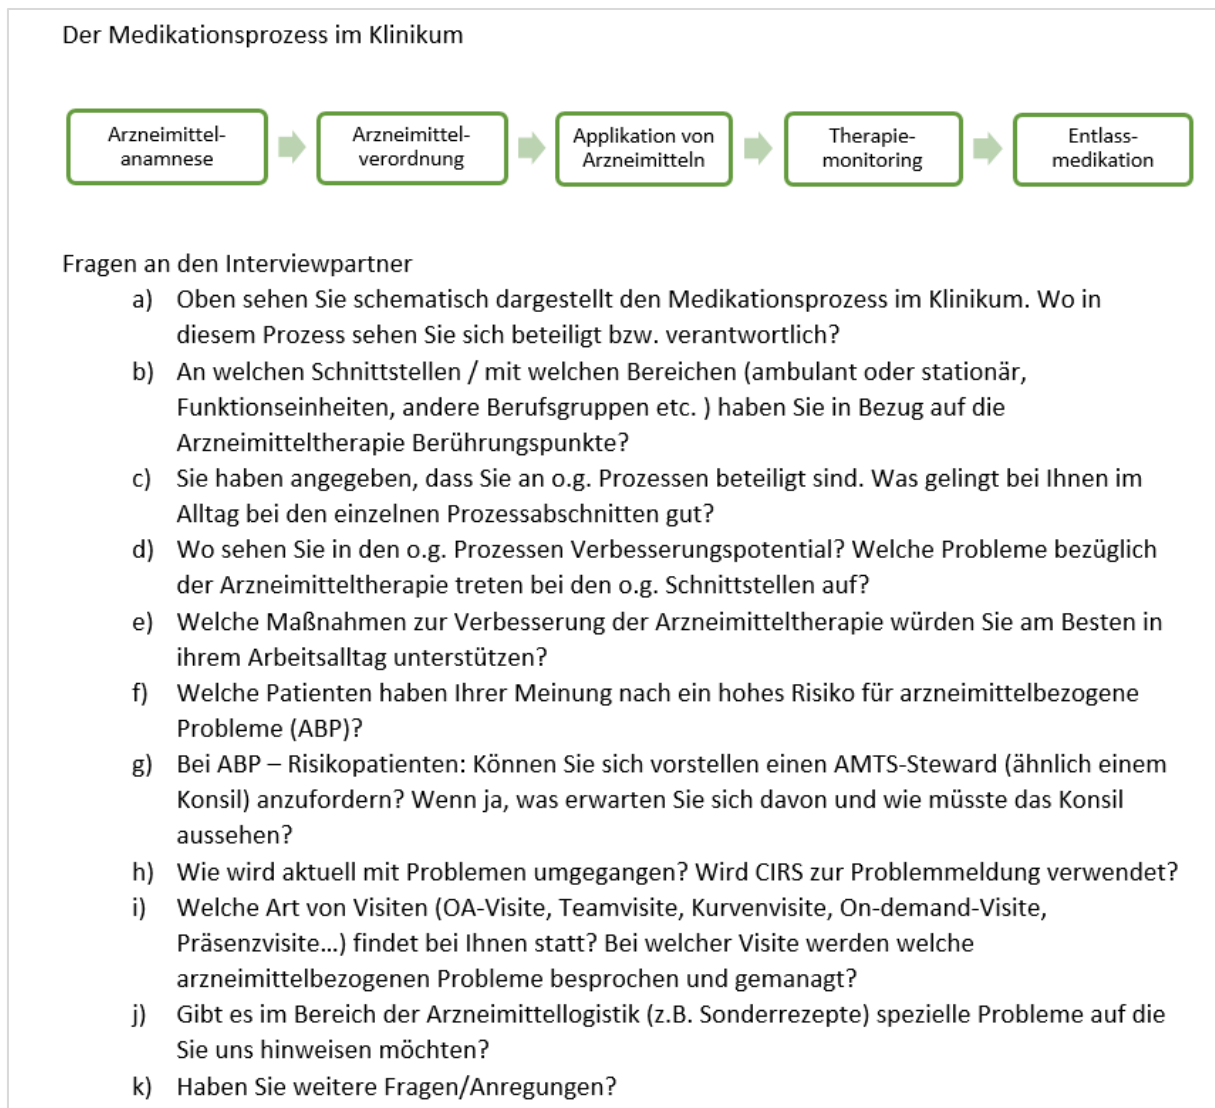 Der Medikationsprozess im Klinikum
Arzneimittel-
anamnese
Arzneimittel-
verordnung
Applikation von
Arzneimitteln
Therapie-
monitoring
Entlass-
medikation
Fragen an den Interviewpartner
a) Oben sehen Sie schematisch dargestellt den Medikationsprozess im Klinikum. Wo in
diesem Prozess sehen Sie sich beteiligt bzw. verantwortlich?
b) An welchen Schnittstellen / mit welchen Bereichen (ambulant oder stationär,
Funktionseinheiten, andere Berufsgruppen etc. ) haben Sie in Bezug auf die
Arzneimitteltherapie Berührungspunkte?
c) Sie haben angegeben, dass Sie an o.g. Prozessen beteiligt sind. Was gelingt bei Ihnen im
Alltag bei den einzelnen Prozessabschnitten gut?
d) Wo sehen Sie in den o.g. Prozessen Verbesserungspotential? Welche Probleme bezüglich
der Arzneimitteltherapie treten bei den o.g. Schnittstellen auf?
e) Welche Maßnahmen zur Verbesserung der Arzneimitteltherapie würden Sie am Besten in
ihrem Arbeitsalltag unterstützen?
f) Welche Patienten haben Ihrer Meinung nach ein hohes Risiko für arzneimittelbezogene
Probleme (ABP)?
g) Bei ABP – Risikopatienten: Können Sie sich vorstellen einen AMTS-Steward (ähnlich einem
Konsil) anzufordern? Wenn ja, was erwarten Sie sich davon und wie müsste das Konsil
aussehen?
h) Wie wird aktuell mit Problemen umgegangen? Wird CIRS zur Problemmeldung verwendet?
i) Welche Art von Visiten (OA-Visite, Teamvisite, Kurvenvisite, On-demand-Visite,
Präsenzvisite…) findet bei Ihnen statt? Bei welcher Visite werden welche
arzneimittelbezogenen Probleme besprochen und gemanagt?
j) Gibt es im Bereich der Arzneimittellogistik (z.B. Sonderrezepte) spezielle Probleme auf die
Sie uns hinweisen möchten?
k) Haben Sie weitere Fragen/Anregungen?